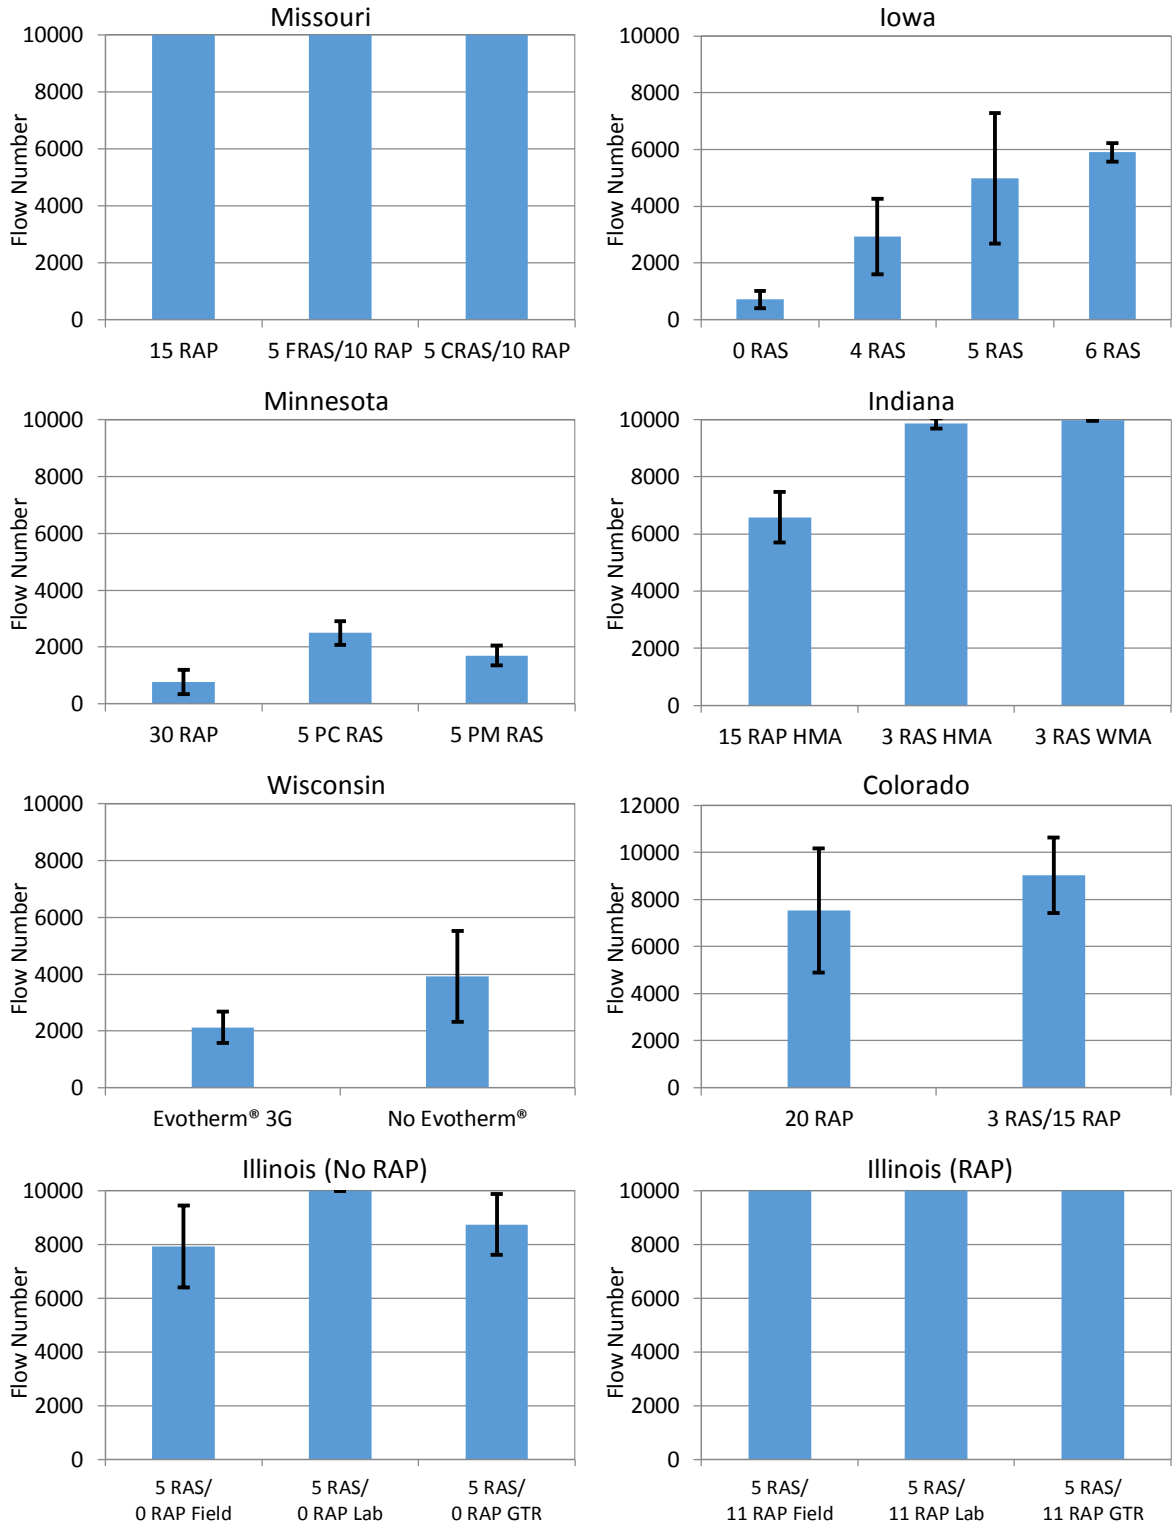 Missouri
10000
8000
6000
4000
2000
0
Flow Number
15 RAP
5 FRAS/10 RAP
5 CRAS/10 RAP
Iowa
10000
8000
6000
4000
2000
0
Flow Number
0 RAS
4 RAS
5 RAS
6 RAS
Minnesota
10000
8000
6000
4000
2000
0
Flow Number
30 RAP
5 PC RAS
5 PM RAS
Indiana
10000
8000
6000
4000
2000
0
Flow Number
15 RAP HMA
3 RAS HMA
3 RAS WMA
Wisconsin
10000
8000
6000
4000
2000
0
Flow Number
Evotherm® 3G
No Evotherm®
Colorado
12000
10000
8000
6000
4000
2000
0
Flow Number
20 RAP
3 RAS/15 RAP
Illinois (No RAP)
10000
8000
6000
4000
2000
0
Flow Number
5 RAS/
0 RAP Field
5 RAS/
0 RAP Lab
5 RAS/
0 RAP GTR
Illinois (RAP)
10000
8000
6000
4000
2000
0
Flow Number
5 RAS/
11 RAP Field
5 RAS/
11 RAP Lab
5 RAS/
11 RAP GTR